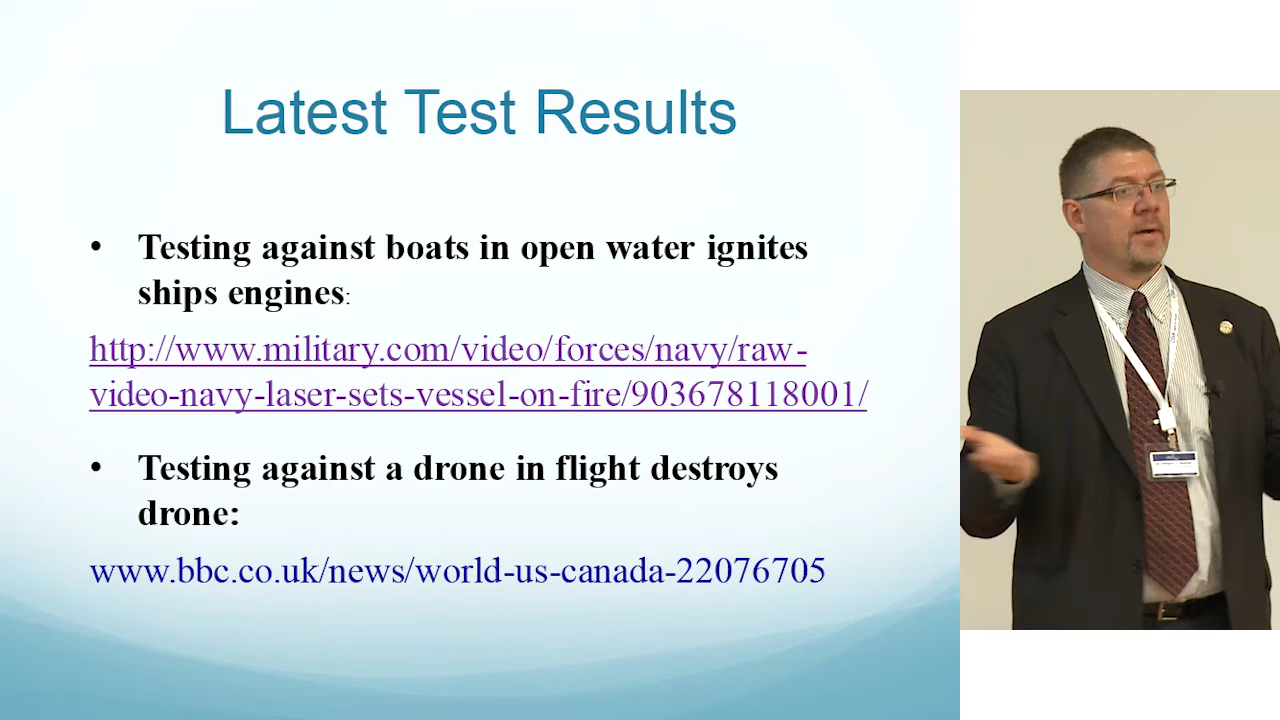 Latest Test Results
• Testing against boats in open water ignites
ships engines:
http://www.military.com/video/forces/navy/raw-
video-navy-laser-sets-vessel-on-fire/903678118001/
• Testing against a drone in flight destroys
drone:
www.bbc.co.uk/news/world-us-canada-22076705